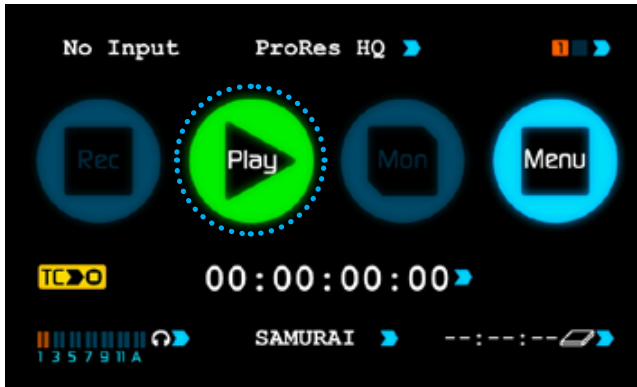 No Input ProRes HQ 1
Rec Play Mon Menu
TC 00:00:00:00
SAMURAI --:--:--
1 3 5 7 9 11 A